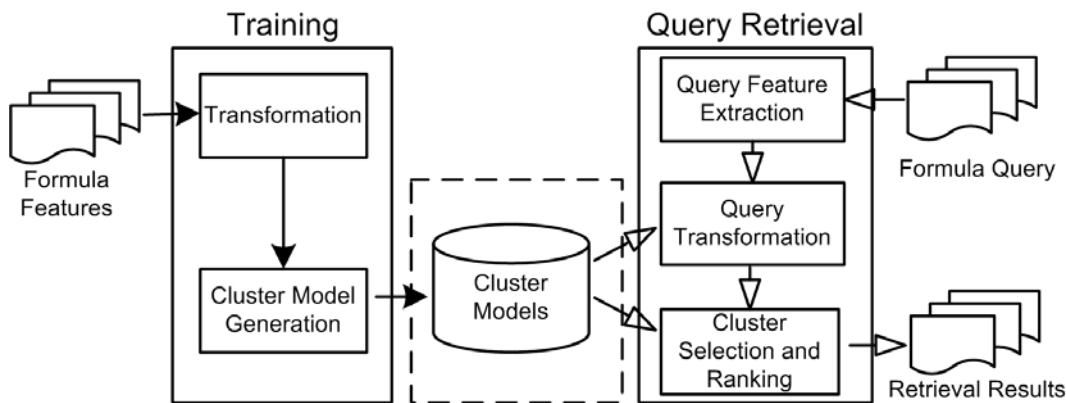 Training
Query Retrieval
Transformation
Formula
Features
Cluster Model
Generation
Cluster
Models
Query Feature
Extraction
Formula Query
Query
Transformation
Cluster
Selection and
Ranking
Retrieval Results